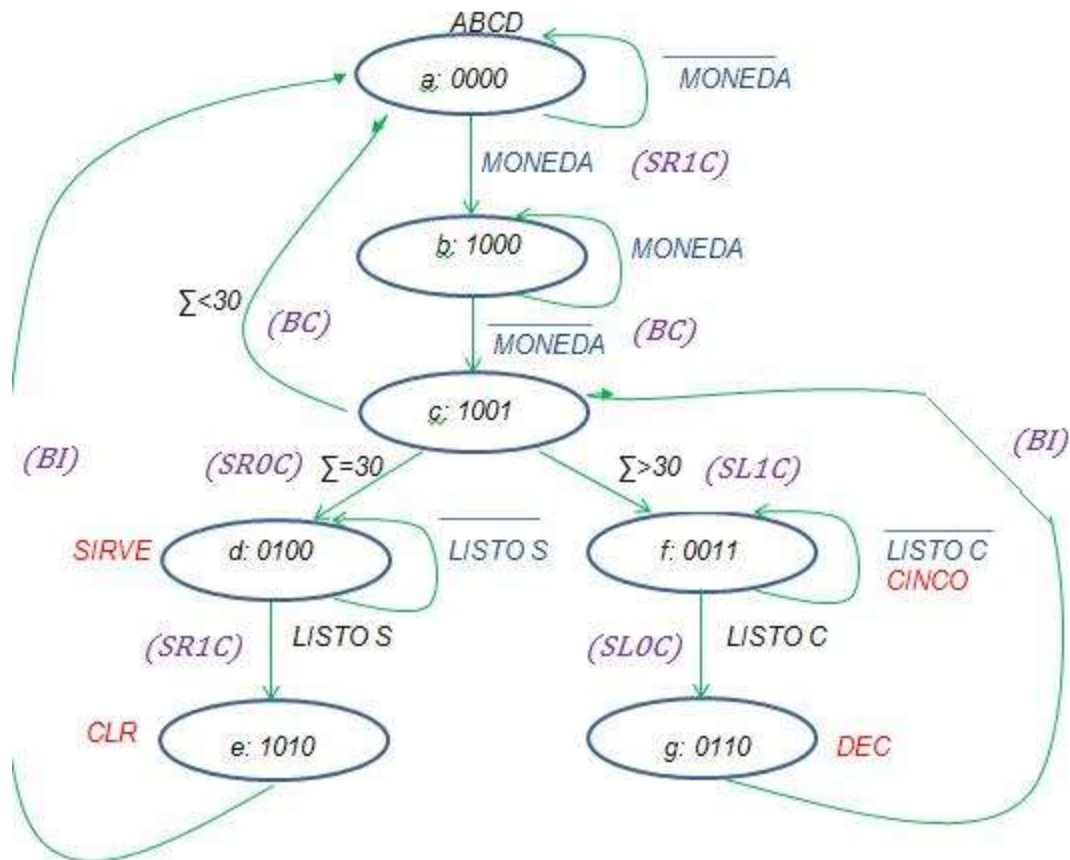 ABCD
a: 0000
MONEDA
MONEDA (SR1C)
b: 1000
MONEDA
∑<30
(BC)
MONEDA (BC)
c: 1001
(BI)
(BI)
(SR0C) ∑=30
∑>30 (SL1C)
SIRVE
d: 0100
LISTO S
f: 0011
LISTO C
CINCO
(SR1C) LISTO S
(SL0C) LISTO C
CLR
e: 1010
g: 0110
DEC